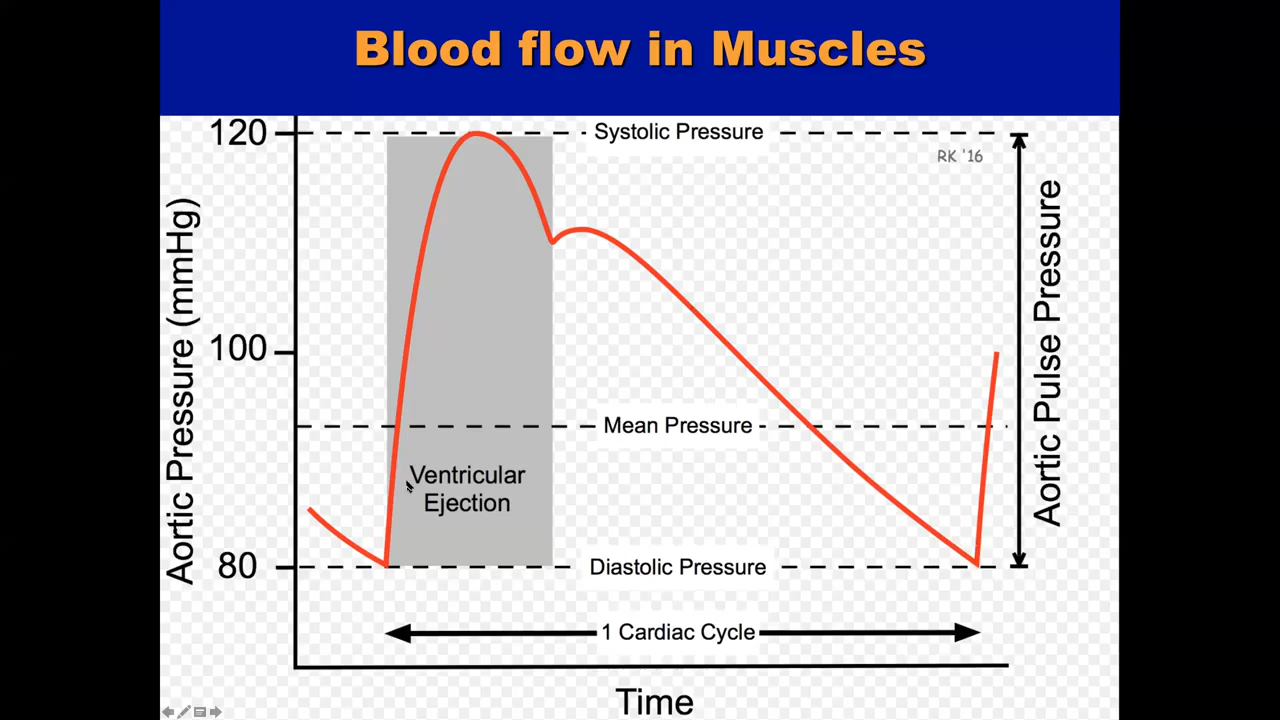 Blood flow in Muscles
120
Systolic Pressure
RK '16
Aortic Pressure (mmHg)
100
Mean Pressure
Aortic Pulse Pressure
Ventricular
Ejection
80
Diastolic Pressure
1 Cardiac Cycle
Time